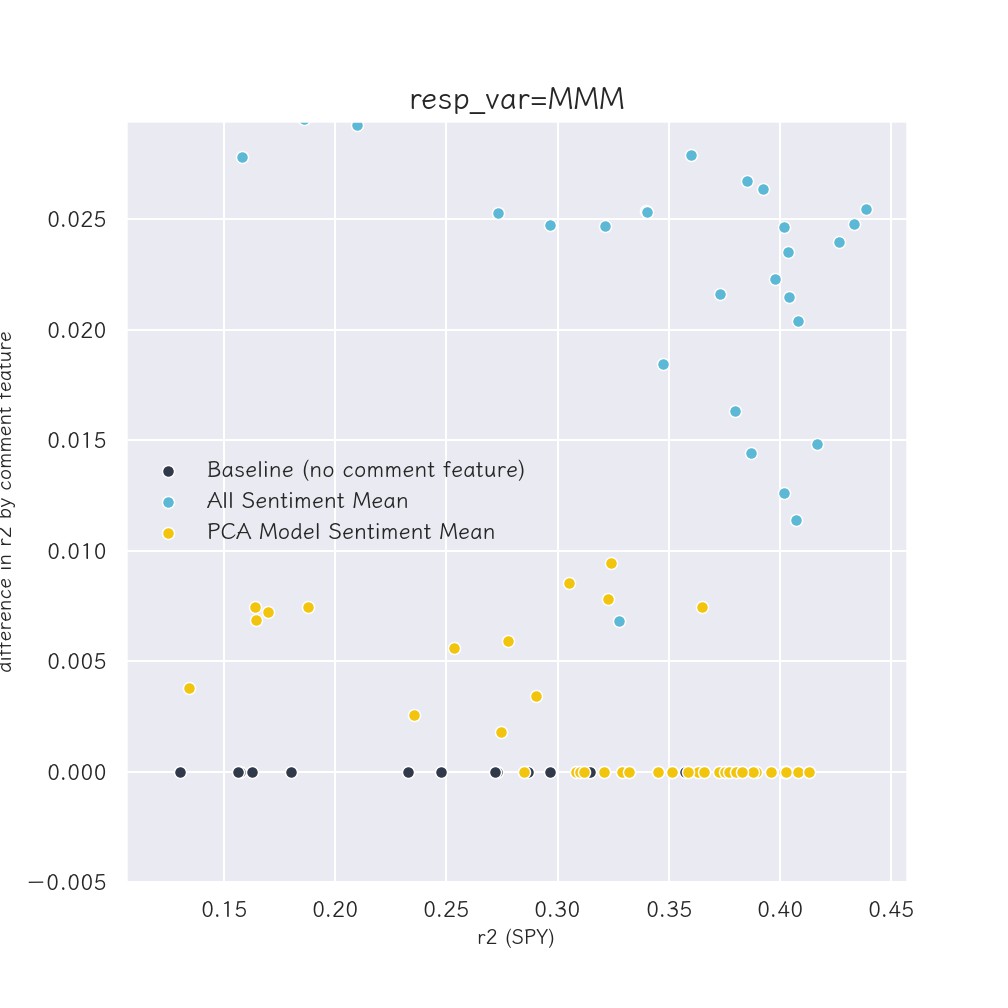 resp_var=MMM
difference in r2 by comment feature
0.025
0.020
0.015
0.010
0.005
0.000
−0.005
Baseline (no comment feature)
All Sentiment Mean
PCA Model Sentiment Mean
0.15 0.20 0.25 0.30 0.35 0.40 0.45
r2 (SPY)